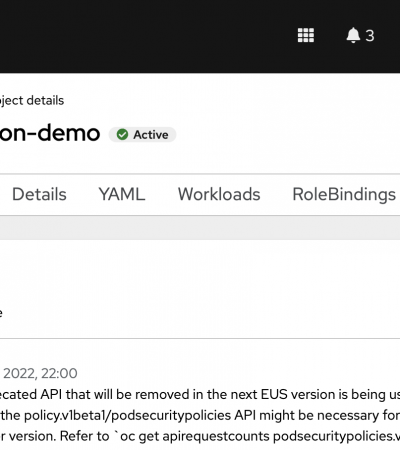 3
ject details
on-demo Active
Details YAML Workloads RoleBindings
e
2022, 22:00
cated API that will be removed in the next EUS version is being us
the policy.v1beta1/podsecuritypolicies API might be necessary for
r version. Refer to `oc get apirequestcounts podsecuritypolicies.v